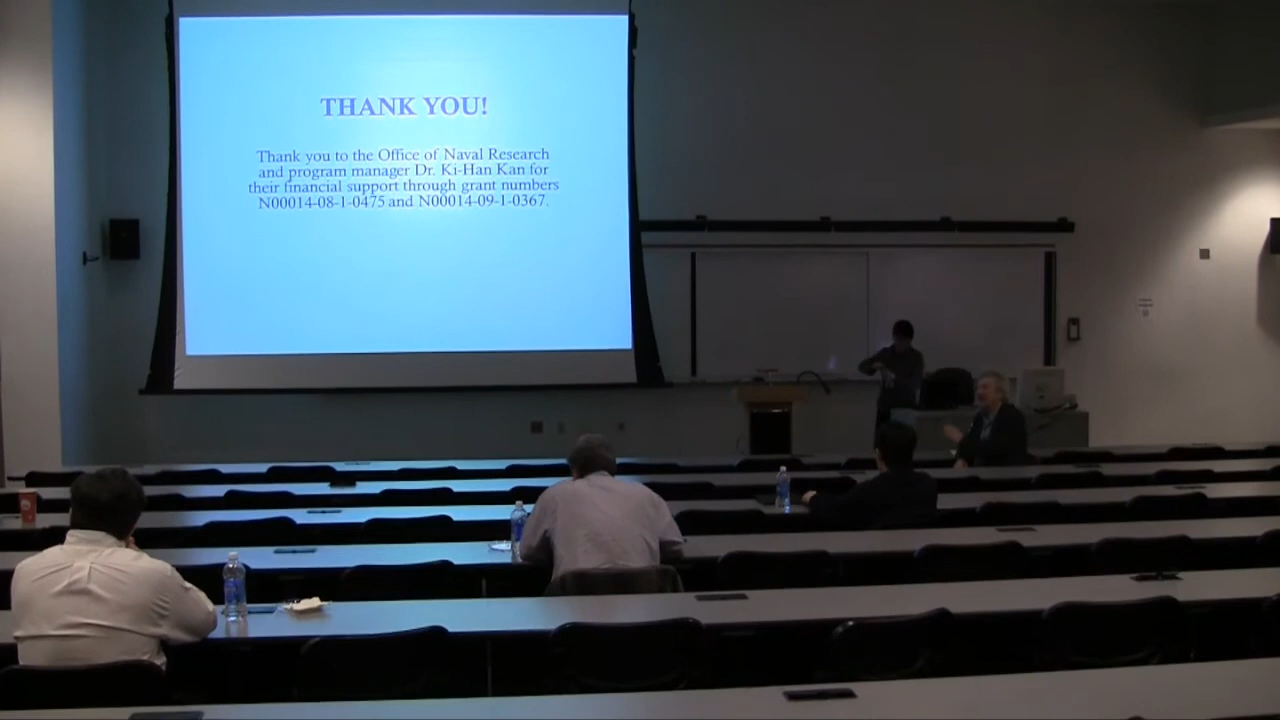 THANK YOU!
Thank you to the Office of Naval Research
and program manager Dr. Ki-Han Kan for
their financial support through grant numbers
N00014-08-1-0475 and N00014-09-1-0367.